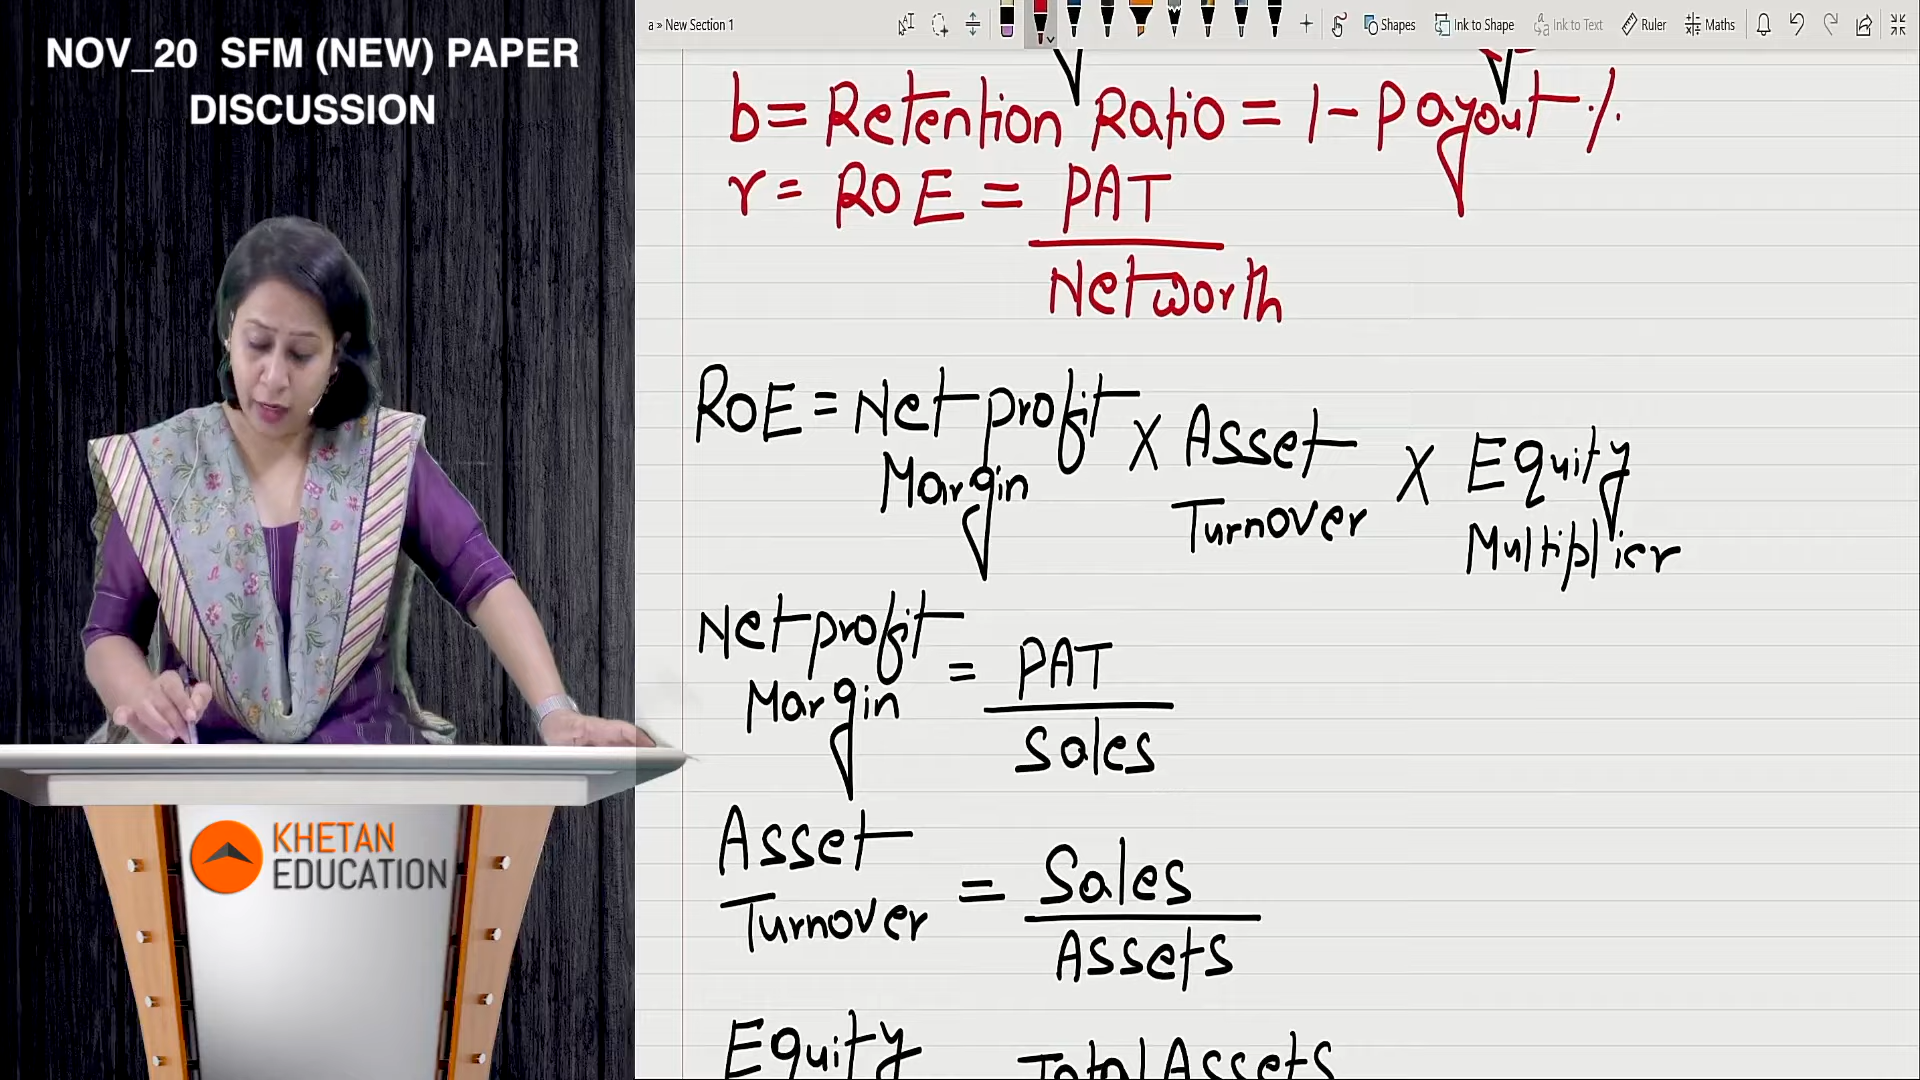 NOV_20 SFM (NEW) PAPER
DISCUSSION
KHETAN
EDUCATION
a » New Section 1
Shapes
Ink to Shape
Ink to Text
Ruler
Maths
b = Retention Ratio = 1 - Payout %
r = ROE = PAT
Networth
ROE = Net profit Margin X Asset Turnover X Equity Multiplier
Net profit Margin = PAT
Sales
Asset Turnover = Sales
Assets
Equity Total Assets